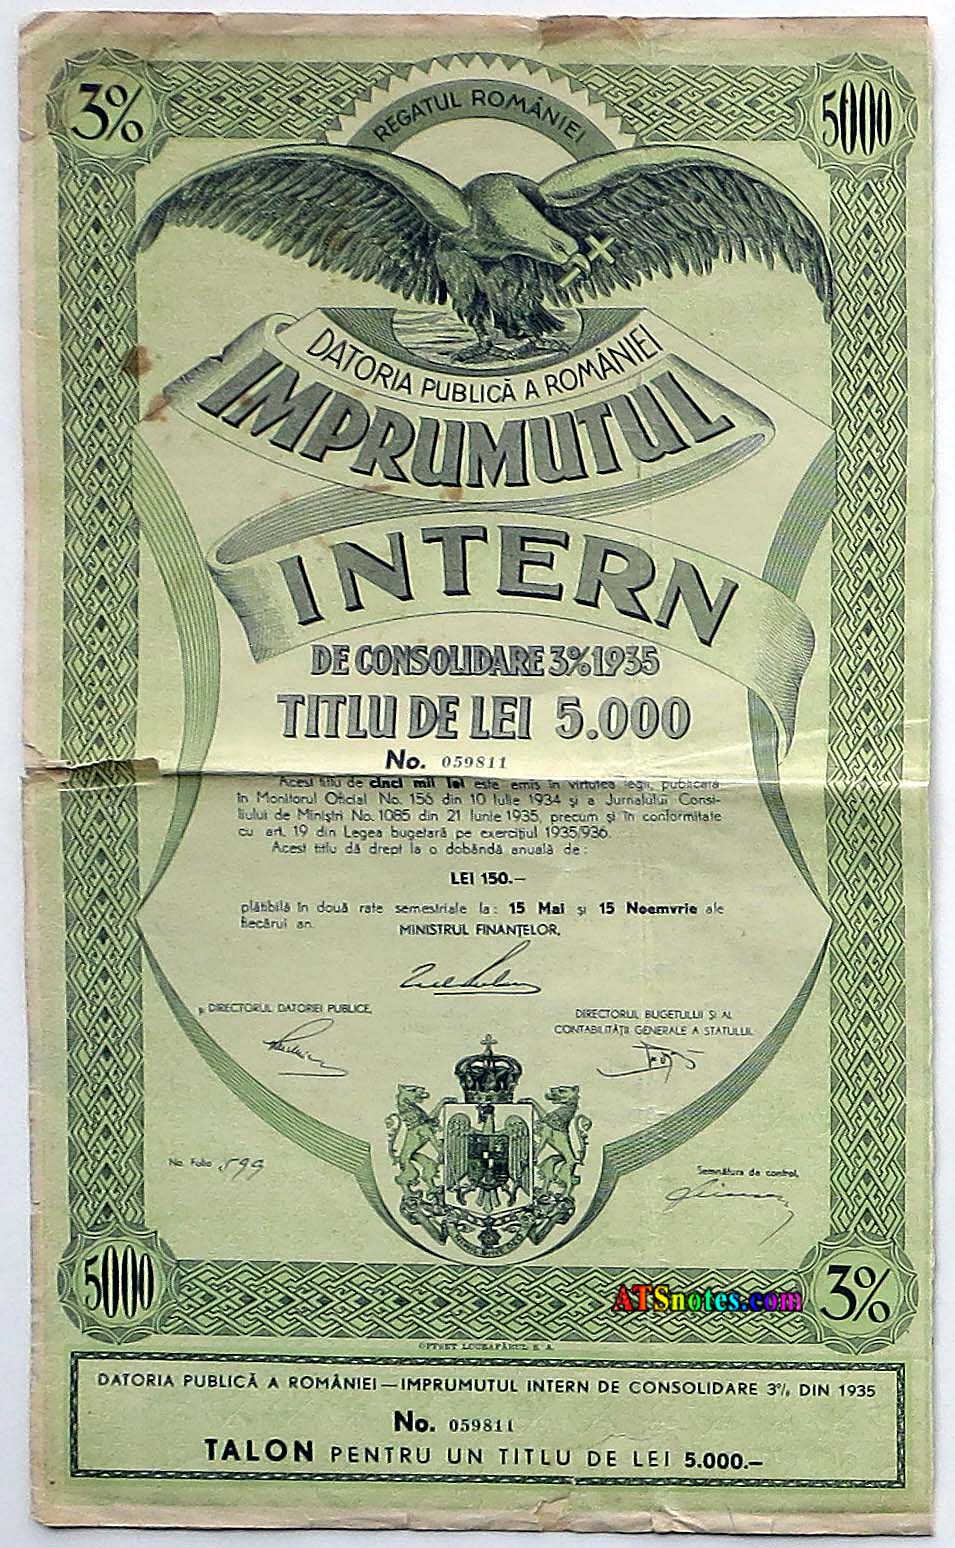 3%
5000
REGATUL ROMÂNIEI
DATORIA PUBLICĂ A ROMÂNIEI
IMPRUMUTUL
INTERN
DE CONSOLIDARE 3% 1935
TITLU DE LEI 5.000
No. 059811
Acest titlu de cinci mii lei este emis în virtutea legii, publicată
în Monitorul Oficial No. 156 din 10 Iulie 1934 și a Jurnalului Consi-
liului de Miniștri No. 1085 din 21 Iunie 1935, precum și în conformitate
cu art. 19 din Legea bugetară pe exercițiul 1935/936.
Acest titlu dă drept la o dobândă anuală de:
LEI 150.—
plătibilă în două rate semestriale la: 15 Mai și 15 Noemvrie ale
fiecărui an.
MINISTRUL FINANȚELOR,
p DIRECTORUL DATORIEI PUBLICE,
DIRECTORUL BUGETULUI ȘI AL
CONTABILITĂȚII GENERALE A STATULUI,
No. Folio 599
Semnătura de control,
5000
ATSnotes.com
3%
OFFSET LUCEAFĂRUL S. A.
DATORIA PUBLICĂ A ROMÂNIEI—IMPRUMUTUL INTERN DE CONSOLIDARE 3% DIN 1935
No. 059811
TALON PENTRU UN TITLU DE LEI 5.000.—